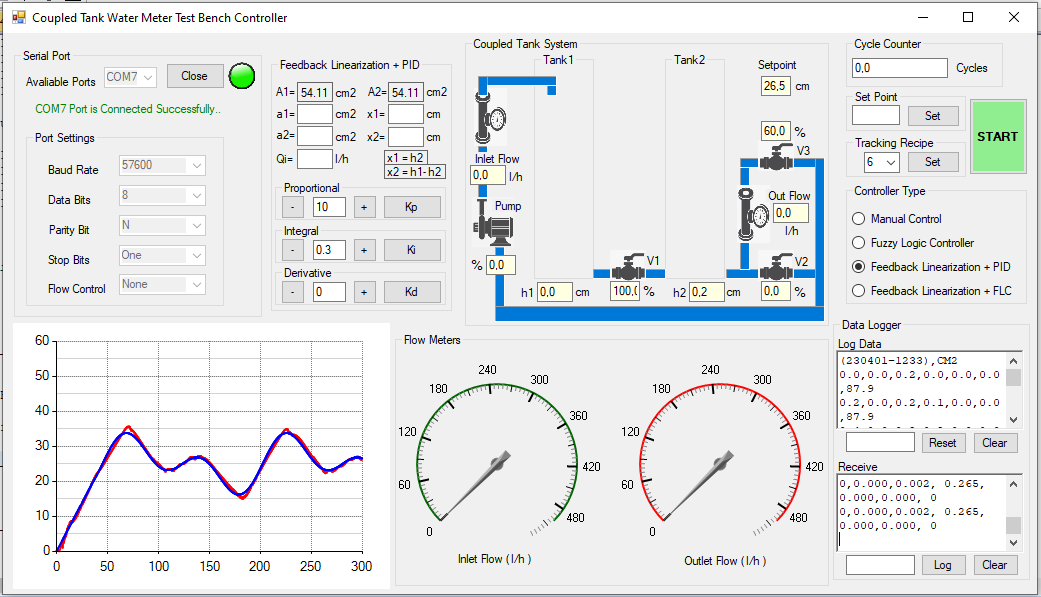 Coupled Tank Water Meter Test Bench Controller
Serial Port
Avaliable Ports COM7 Close
COM7 Port is Connected Successfully..
Port Settings
Baud Rate 57600
Data Bits 8
Parity Bit N
Stop Bits One
Flow Control None
Feedback Linearization + PID
A1= 54.11 cm2 A2= 54.11 cm2
a1= cm2 x1= cm
a2= cm2 x2= cm
Qi= l/h x1 = h2
x2 = h1- h2
Proportional
- 10 + Kp
Integral
- 0.3 + Ki
Derivative
- 0 + Kd
Coupled Tank System
Tank1 Tank2
Setpoint
26,5 cm
60,0 %
V3
Inlet Flow
0,0 l/h
Out Flow
0,0
l/h
Pump
% 0,0
V1
V2
h1 0,0 cm 100,0 % h2 0,2 cm 0,0 %
Cycle Counter
0,0 Cycles
Set Point
Set
START
Tracking Recipe
6 Set
Controller Type
Manual Control
Fuzzy Logic Controller
Feedback Linearization + PID
Feedback Linearization + FLC
60
50
40
30
20
10
0
0 50 100 150 200 250 300
Flow Meters
0 60 120 180 240 300 360 420 480
Inlet Flow ( l/h )
0 60 120 180 240 300 360 420 480
Outlet Flow ( l/h )
Data Logger
Log Data
(230401-1233),CM2
0.0,0.0,0.2,0.0,0.0,0.0
,87.9
0.2,0.0,0.2,0.1,0.0,0.0
,87.9
Reset Clear
Receive
0,0.000,0.002, 0.265,
0.000,0.000, 0
0,0.000,0.002, 0.265,
0.000,0.000, 0
Log Clear